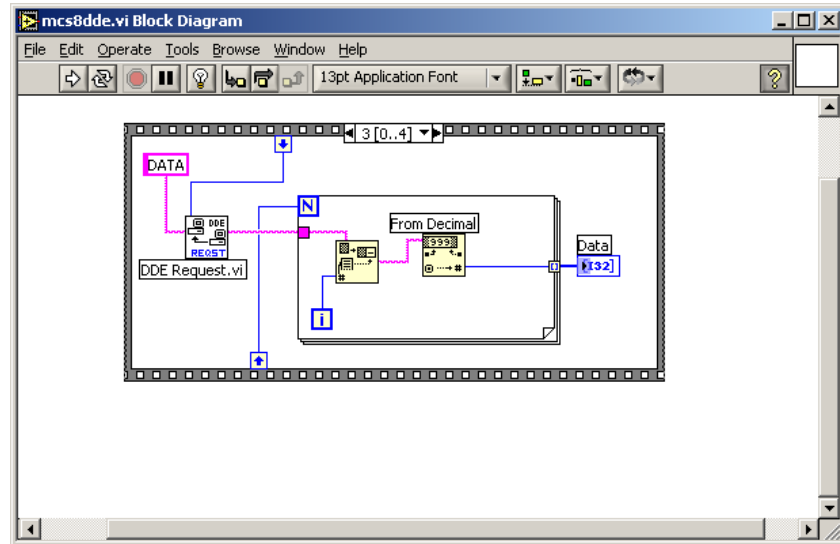 mcs8dde.vi Block Diagram
File Edit Operate Tools Browse Window Help
13pt Application Font
3 [0..4]
DATA
N
DDE
REQST
From Decimal
999
Data
DDE Request.vi
#
#
[I32]
i